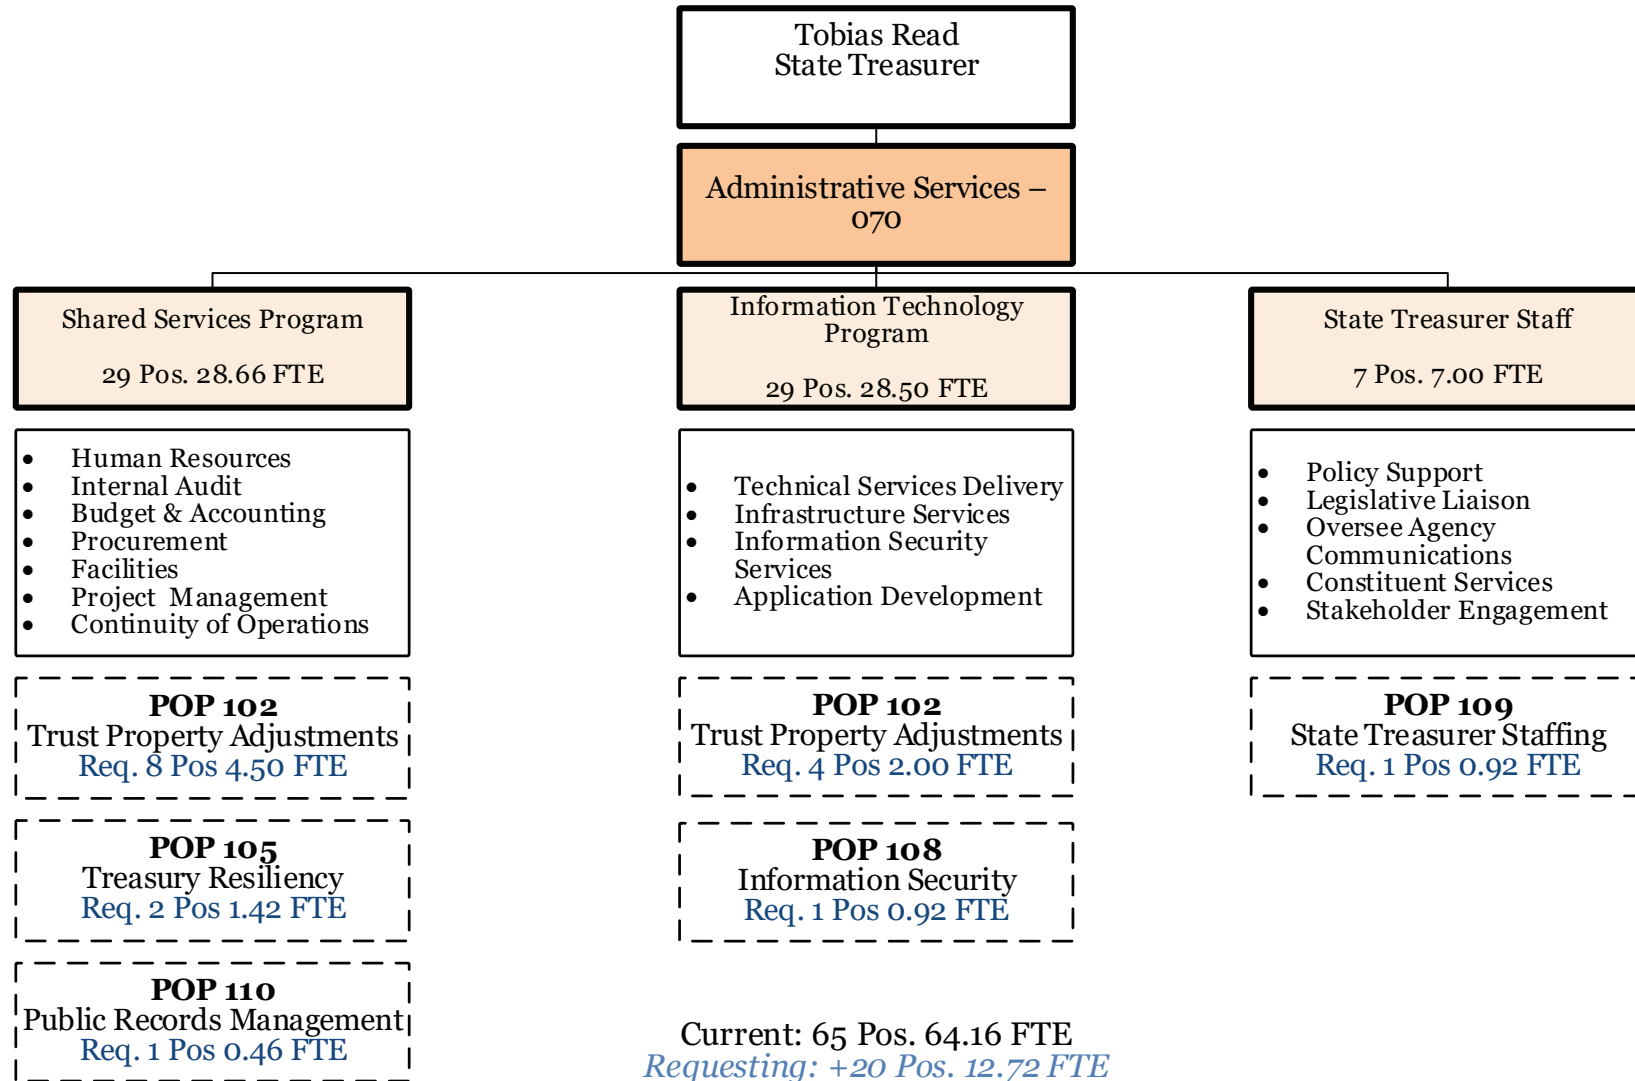 Tobias Read
State Treasurer
Administrative Services –
070
Shared Services Program
29 Pos. 28.66 FTE
Information Technology
Program
29 Pos. 28.50 FTE
State Treasurer Staff
7 Pos. 7.00 FTE
• Human Resources
• Internal Audit
• Budget & Accounting
• Procurement
• Facilities
• Project Management
• Continuity of Operations
• Technical Services Delivery
• Infrastructure Services
• Information Security
Services
• Application Development
• Policy Support
• Legislative Liaison
• Oversee Agency
Communications
• Constituent Services
• Stakeholder Engagement
POP 102
Trust Property Adjustments
Req. 8 Pos 4.50 FTE
POP 102
Trust Property Adjustments
Req. 4 Pos 2.00 FTE
POP 109
State Treasurer Staffing
Req. 1 Pos 0.92 FTE
POP 105
Treasury Resiliency
Req. 2 Pos 1.42 FTE
POP 108
Information Security
Req. 1 Pos 0.92 FTE
POP 110
Public Records Management
Req. 1 Pos 0.46 FTE
Current: 65 Pos. 64.16 FTE
Requesting: +20 Pos. 12.72 FTE